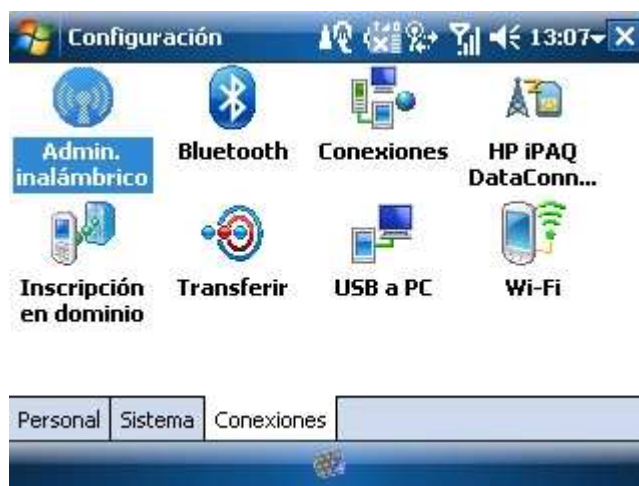 Configuración 13:07
Admin. inalámbrico
Bluetooth
Conexiones
HP iPAQ DataConn...
Inscripción en dominio
Transferir
USB a PC
Wi-Fi
Personal Sistema Conexiones